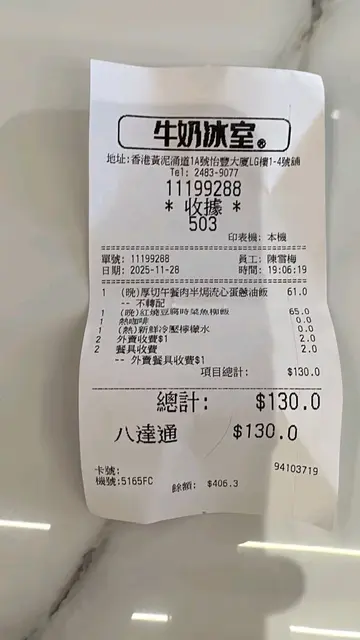 牛奶冰室®
地址:香港黃泥涌道1A號怡豐大廈LG樓1-4號舖
Tel: 2483-9077
11199288
* 收據 *
503
印表機: 本機
單號: 11199288 員工: 陳雪梅
日期: 2025-11-28 時間: 19:06:19
1 (晚)厚切午餐肉半焗流心蛋葱油飯 61.0
-- 不轉配
1 (晚)紅燒豆腐時菜魚柳飯 65.0
1 熱咖啡 0.0
1 (熱)新鮮冷壓檸檬水 0.0
2 外賣收費$1 2.0
2 餐具收費 2.0
-- 外賣餐具收費$1
項目總計: $130.0
總計: $130.0
八達通 $130.0
卡號: 94103719
機號:5165FC 餘額: $406.3